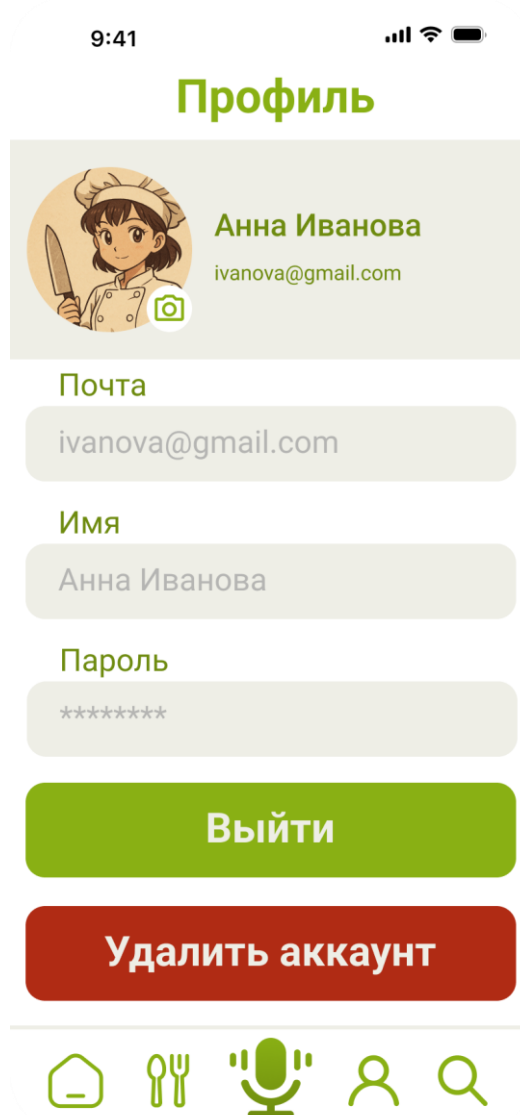 9:41
Профиль
Анна Иванова
ivanova@gmail.com
Почта
ivanova@gmail.com
Имя
Анна Иванова
Пароль
********
Выйти
Удалить аккаунт